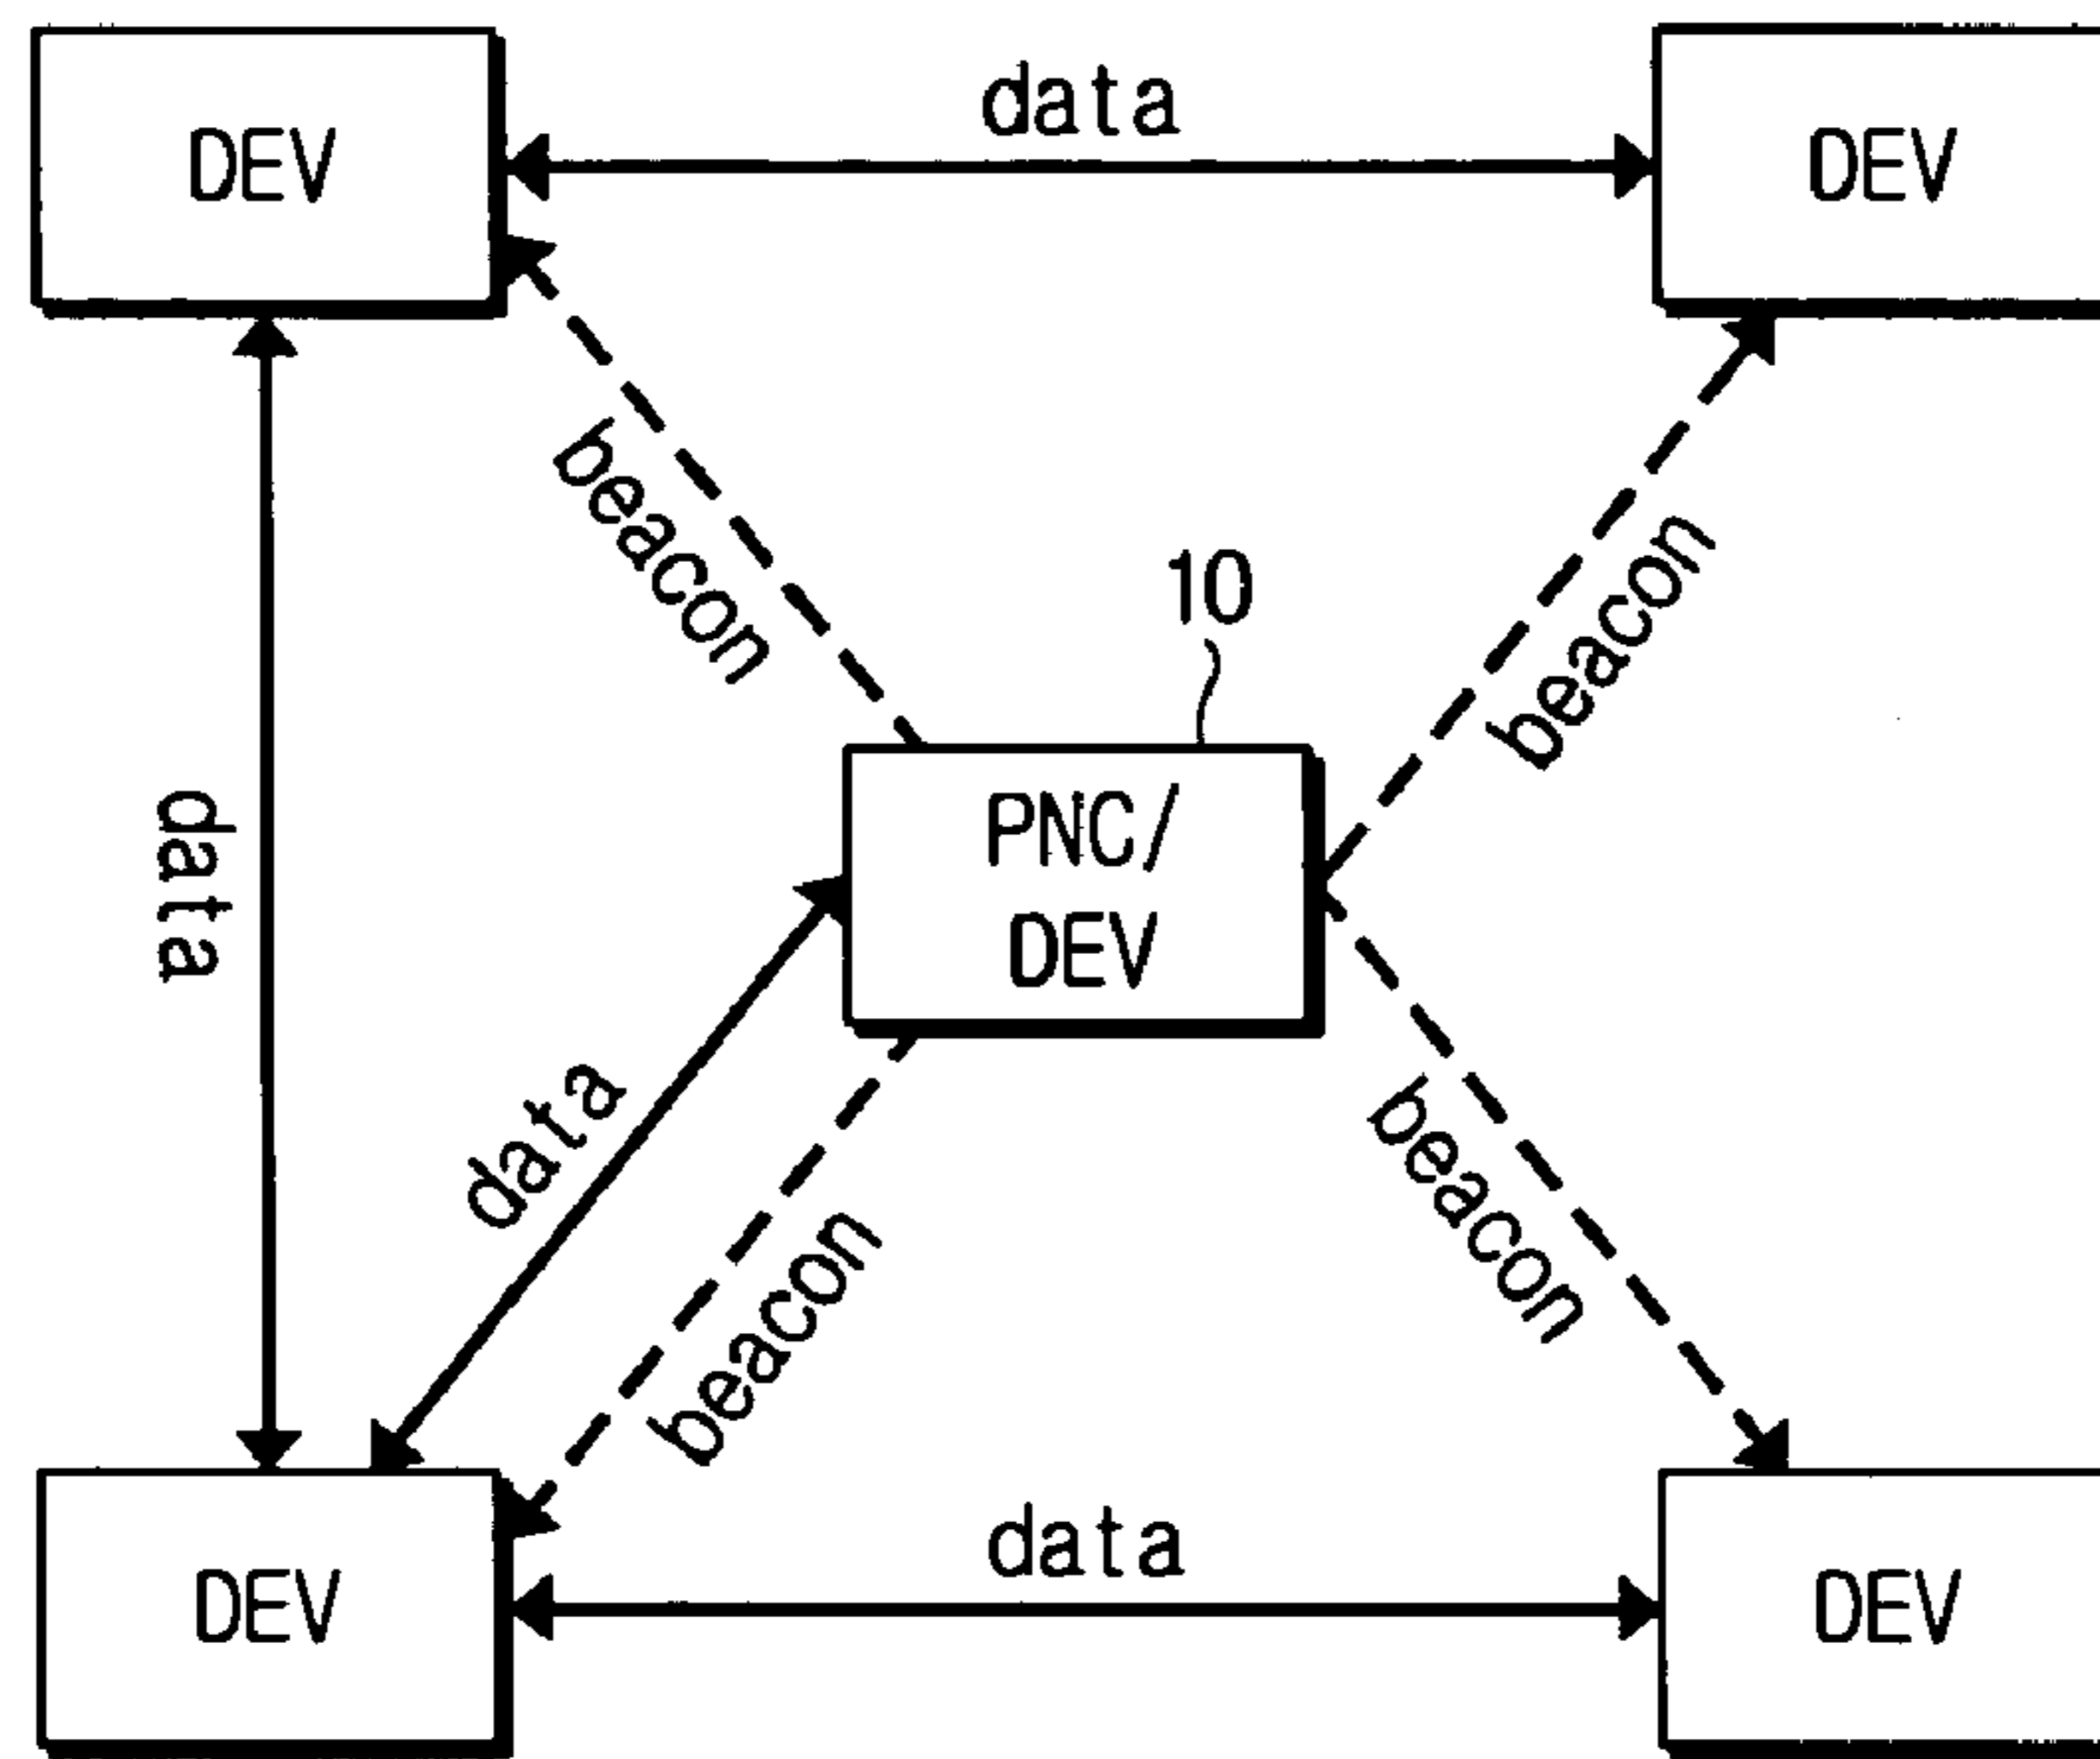 DEV
data
DEV
beacon
beacon
10
PNC/
DEV
data
data
beacon
beacon
DEV
data
DEV